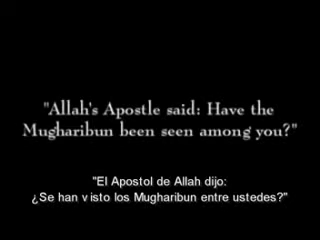 "Allah's Apostle said: Have the
Mugharibun been seen among you?"
"El Apostol de Allah dijo:
¿Se han visto los Mugharibun entre ustedes?"